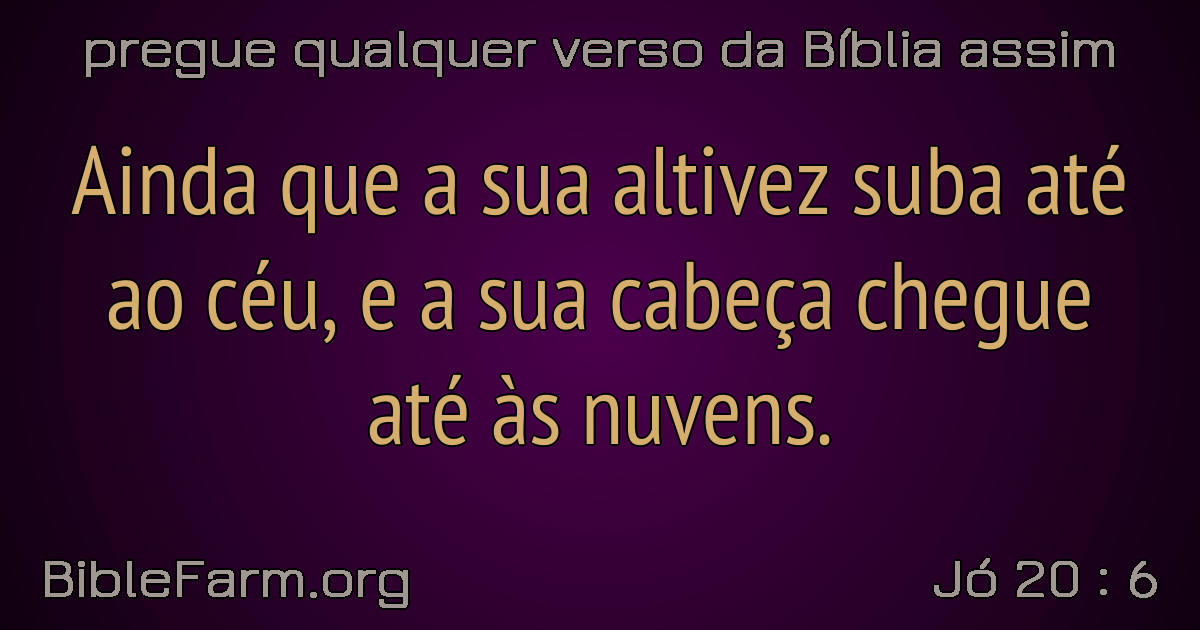 pregue qualquer verso da Bíblia assim
Ainda que a sua altivez suba até
ao céu, e a sua cabeça chegue
até às nuvens.
BibleFarm.org
Jó 20 : 6